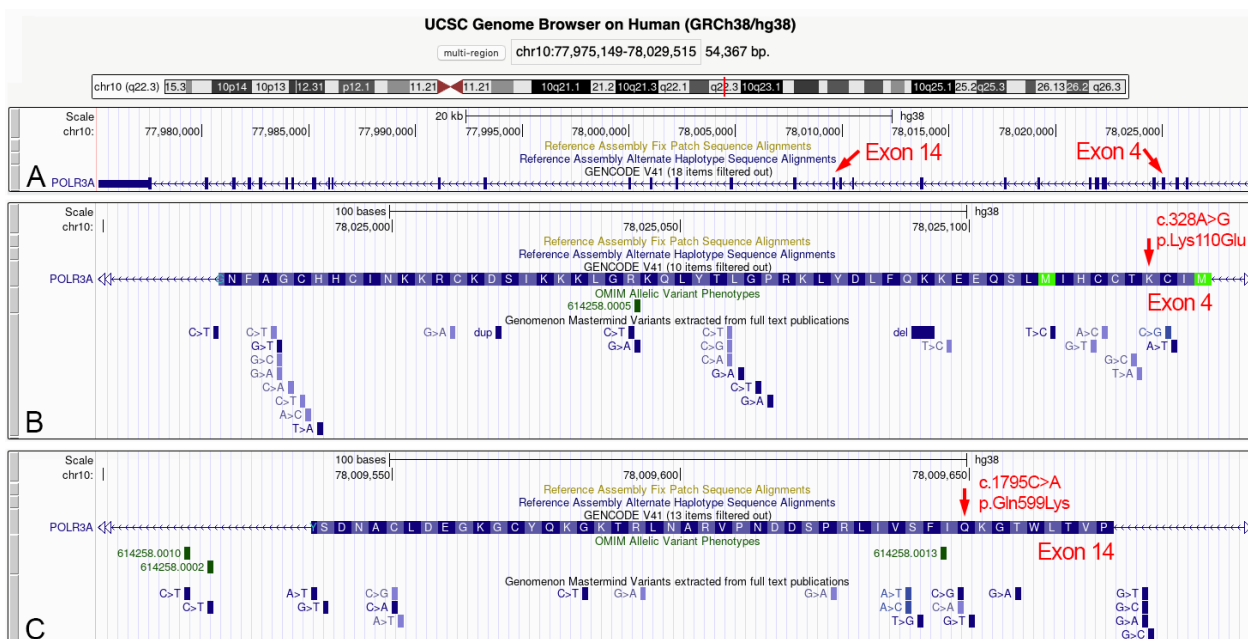 UCSC Genome Browser on Human (GRCh38/hg38)
multi-region chr10:77,975,149-78,029,515 54,367 bp.
chr10 (q22.3) 15.3 10p14 10p13 12.31 p12.1 11.21 11.21 10q21.1 21.2 10q21.3 q22.1 q22.3 10q23.1 10q25.1 25.2 q25.3 26.13 26.2 q26.3
Scale 20 kb hg38
chr10: 77,980,000 77,985,000 77,990,000 77,995,000 78,000,000 78,005,000 78,010,000 78,015,000 78,020,000 78,025,000
Reference Assembly Fix Patch Sequence Alignments
Reference Assembly Alternate Haplotype Sequence Alignments
Exon 14 Exon 4
GENCODE V41 (18 items filtered out)
A POLR3A
Scale 100 bases hg38
chr10: 78,025,000 78,025,050 78,025,100
c.328A>G
p.Lys110Glu
Reference Assembly Fix Patch Sequence Alignments
Reference Assembly Alternate Haplotype Sequence Alignments
GENCODE V41 (10 items filtered out)
POLR3A N F A G C H H C I N K K R C K D S I K K K L G R K Q L Y T L G P R K L Y D L F Q K K E E Q S L M I H C C T K C I M
OMIM Allelic Variant Phenotypes
614258.0005
Exon 4
Genomenon Mastermind Variants extracted from full text publications
C>T C>T G>A dup C>T C>T del T>C A>C C>G
G>T G>A C>G T>C G>T A>T
G>C C>A G>C
G>A G>A T>A
C>A C>T
C>T G>A
A>C
T>A
B
Scale 100 bases hg38
chr10: 78,009,550 78,009,600 78,009,650
c.1795C>A
p.Gln599Lys
Reference Assembly Fix Patch Sequence Alignments
Reference Assembly Alternate Haplotype Sequence Alignments
GENCODE V41 (13 items filtered out)
POLR3A Y S D N A C L D E G K G C Y Q K G K T R L N A R V P N D D S P R L I V S F I Q K G T W L T V P
OMIM Allelic Variant Phenotypes
614258.0010 614258.0013 Exon 14
614258.0002
Genomenon Mastermind Variants extracted from full text publications
C>T A>T C>G C>T G>A G>A A>T C>G G>A G>T
C>T G>T C>A A>C C>A G>C
A>T T>G G>T G>A
G>C
C